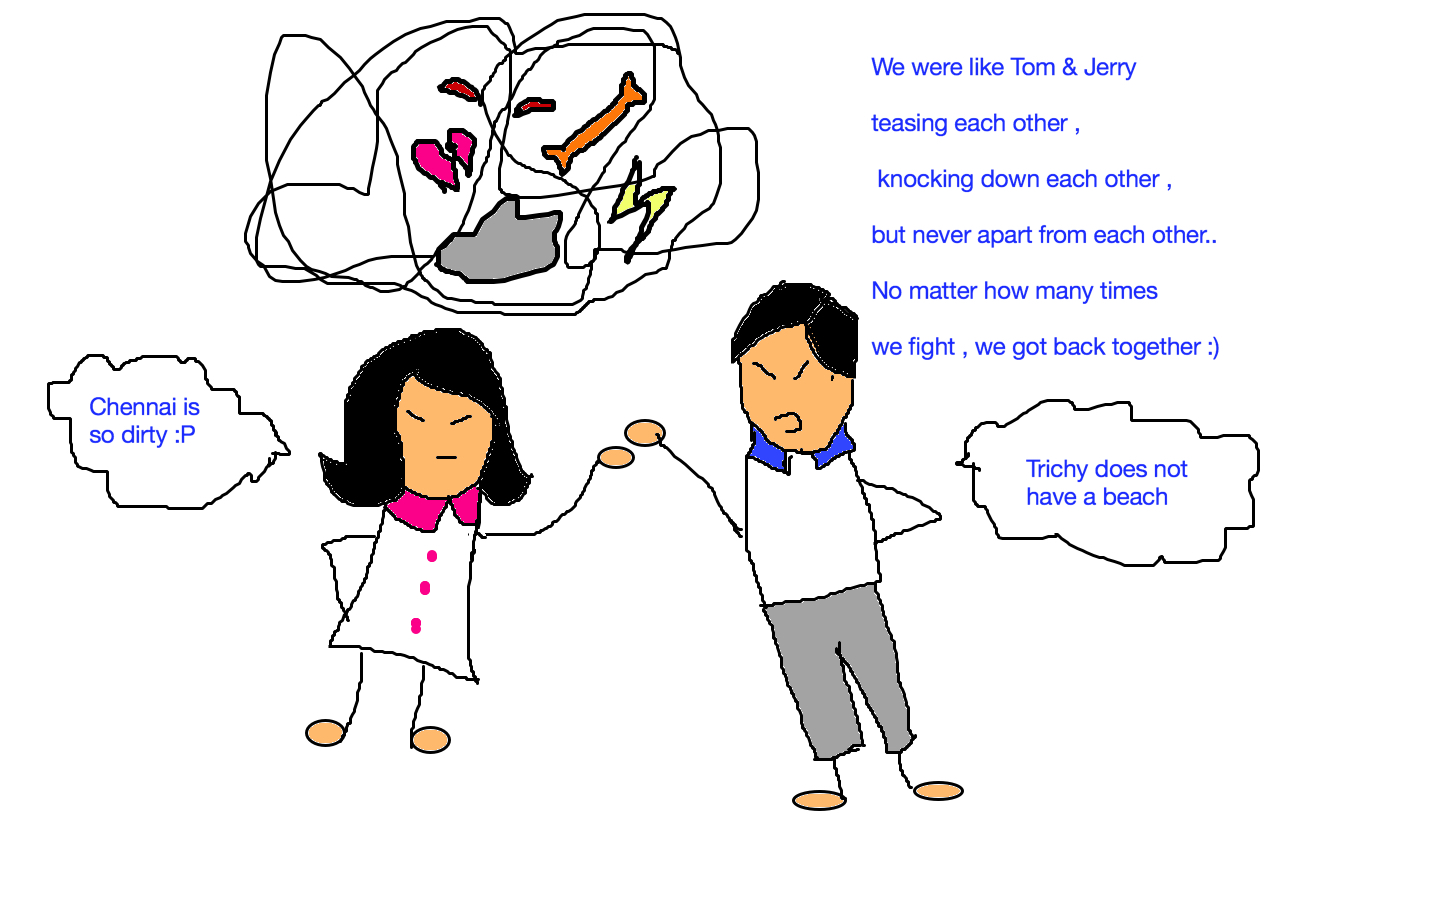 We were like Tom & Jerry
teasing each other ,
knocking down each other ,
but never apart from each other..
No matter how many times
we fight , we got back together :)
Chennai is
so dirty :P
Trichy does not
have a beach